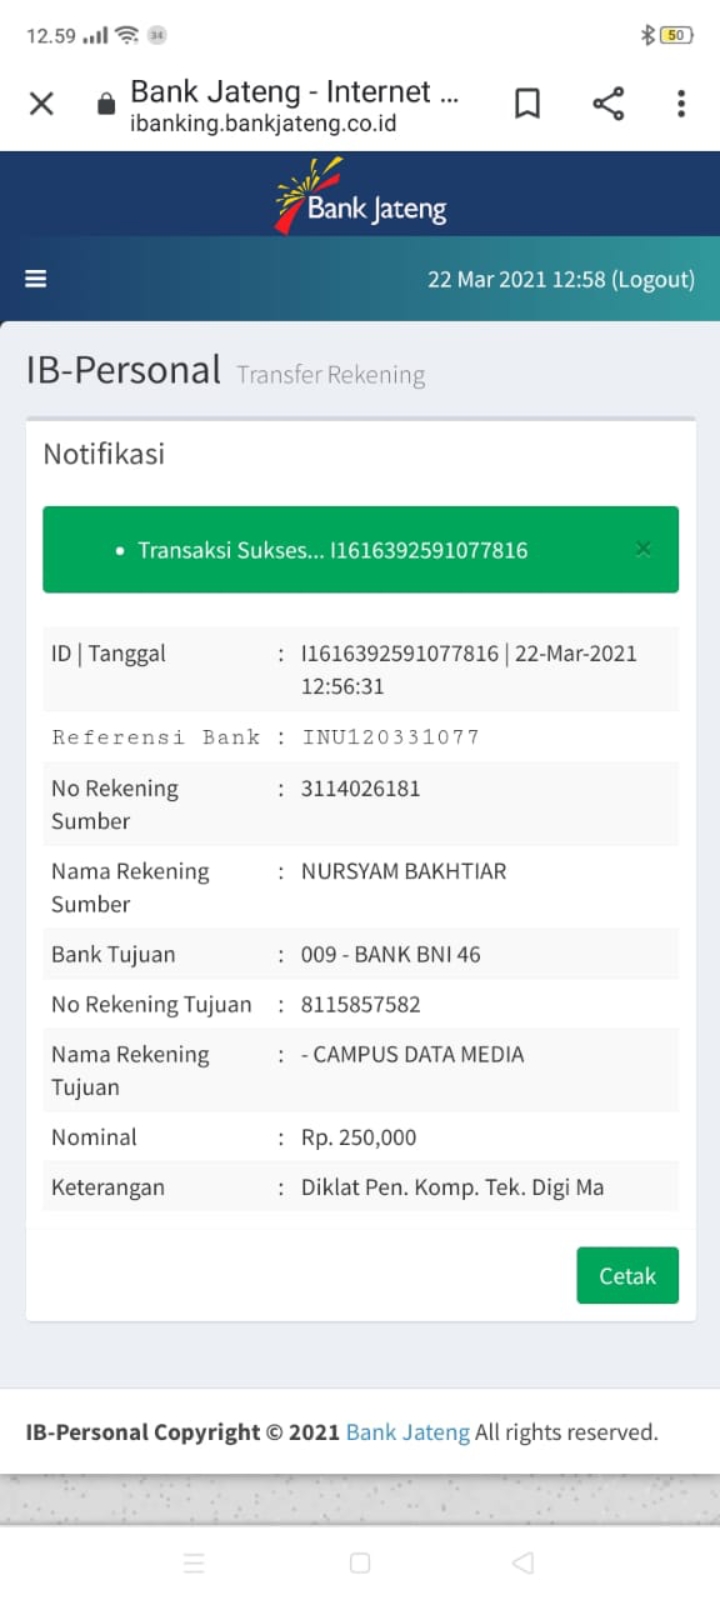 12.59 34 50
Bank Jateng - Internet ...
ibanking.bankjateng.co.id
Bank Jateng
22 Mar 2021 12:58 (Logout)
IB-Personal Transfer Rekening
Notifikasi
• Transaksi Sukses... I1616392591077816 ×
ID | Tanggal : I1616392591077816 | 22-Mar-2021
12:56:31
Referensi Bank : INU120331077
No Rekening : 3114026181
Sumber
Nama Rekening : NURSYAM BAKHTIAR
Sumber
Bank Tujuan : 009 - BANK BNI 46
No Rekening Tujuan : 8115857582
Nama Rekening : - CAMPUS DATA MEDIA
Tujuan
Nominal : Rp. 250,000
Keterangan : Diklat Pen. Komp. Tek. Digi Ma
Cetak
IB-Personal Copyright © 2021 Bank Jateng All rights reserved.